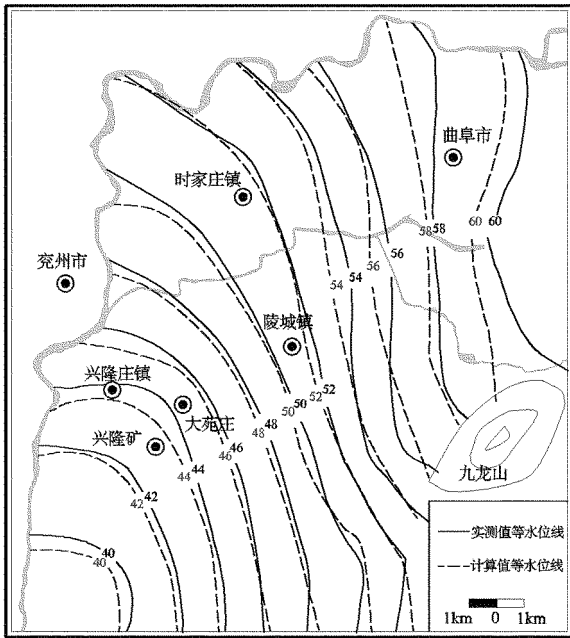 曲阜市
时家庄镇
60 60
58 58
56
56
54
54
兖州市
陵城镇
52 52
50 50
兴隆庄镇
大苑庄
48 48
46 46
兴隆矿
44 44
九龙山
42 42
40
40
实测值等水位线
计算值等水位线
1km 0 1km